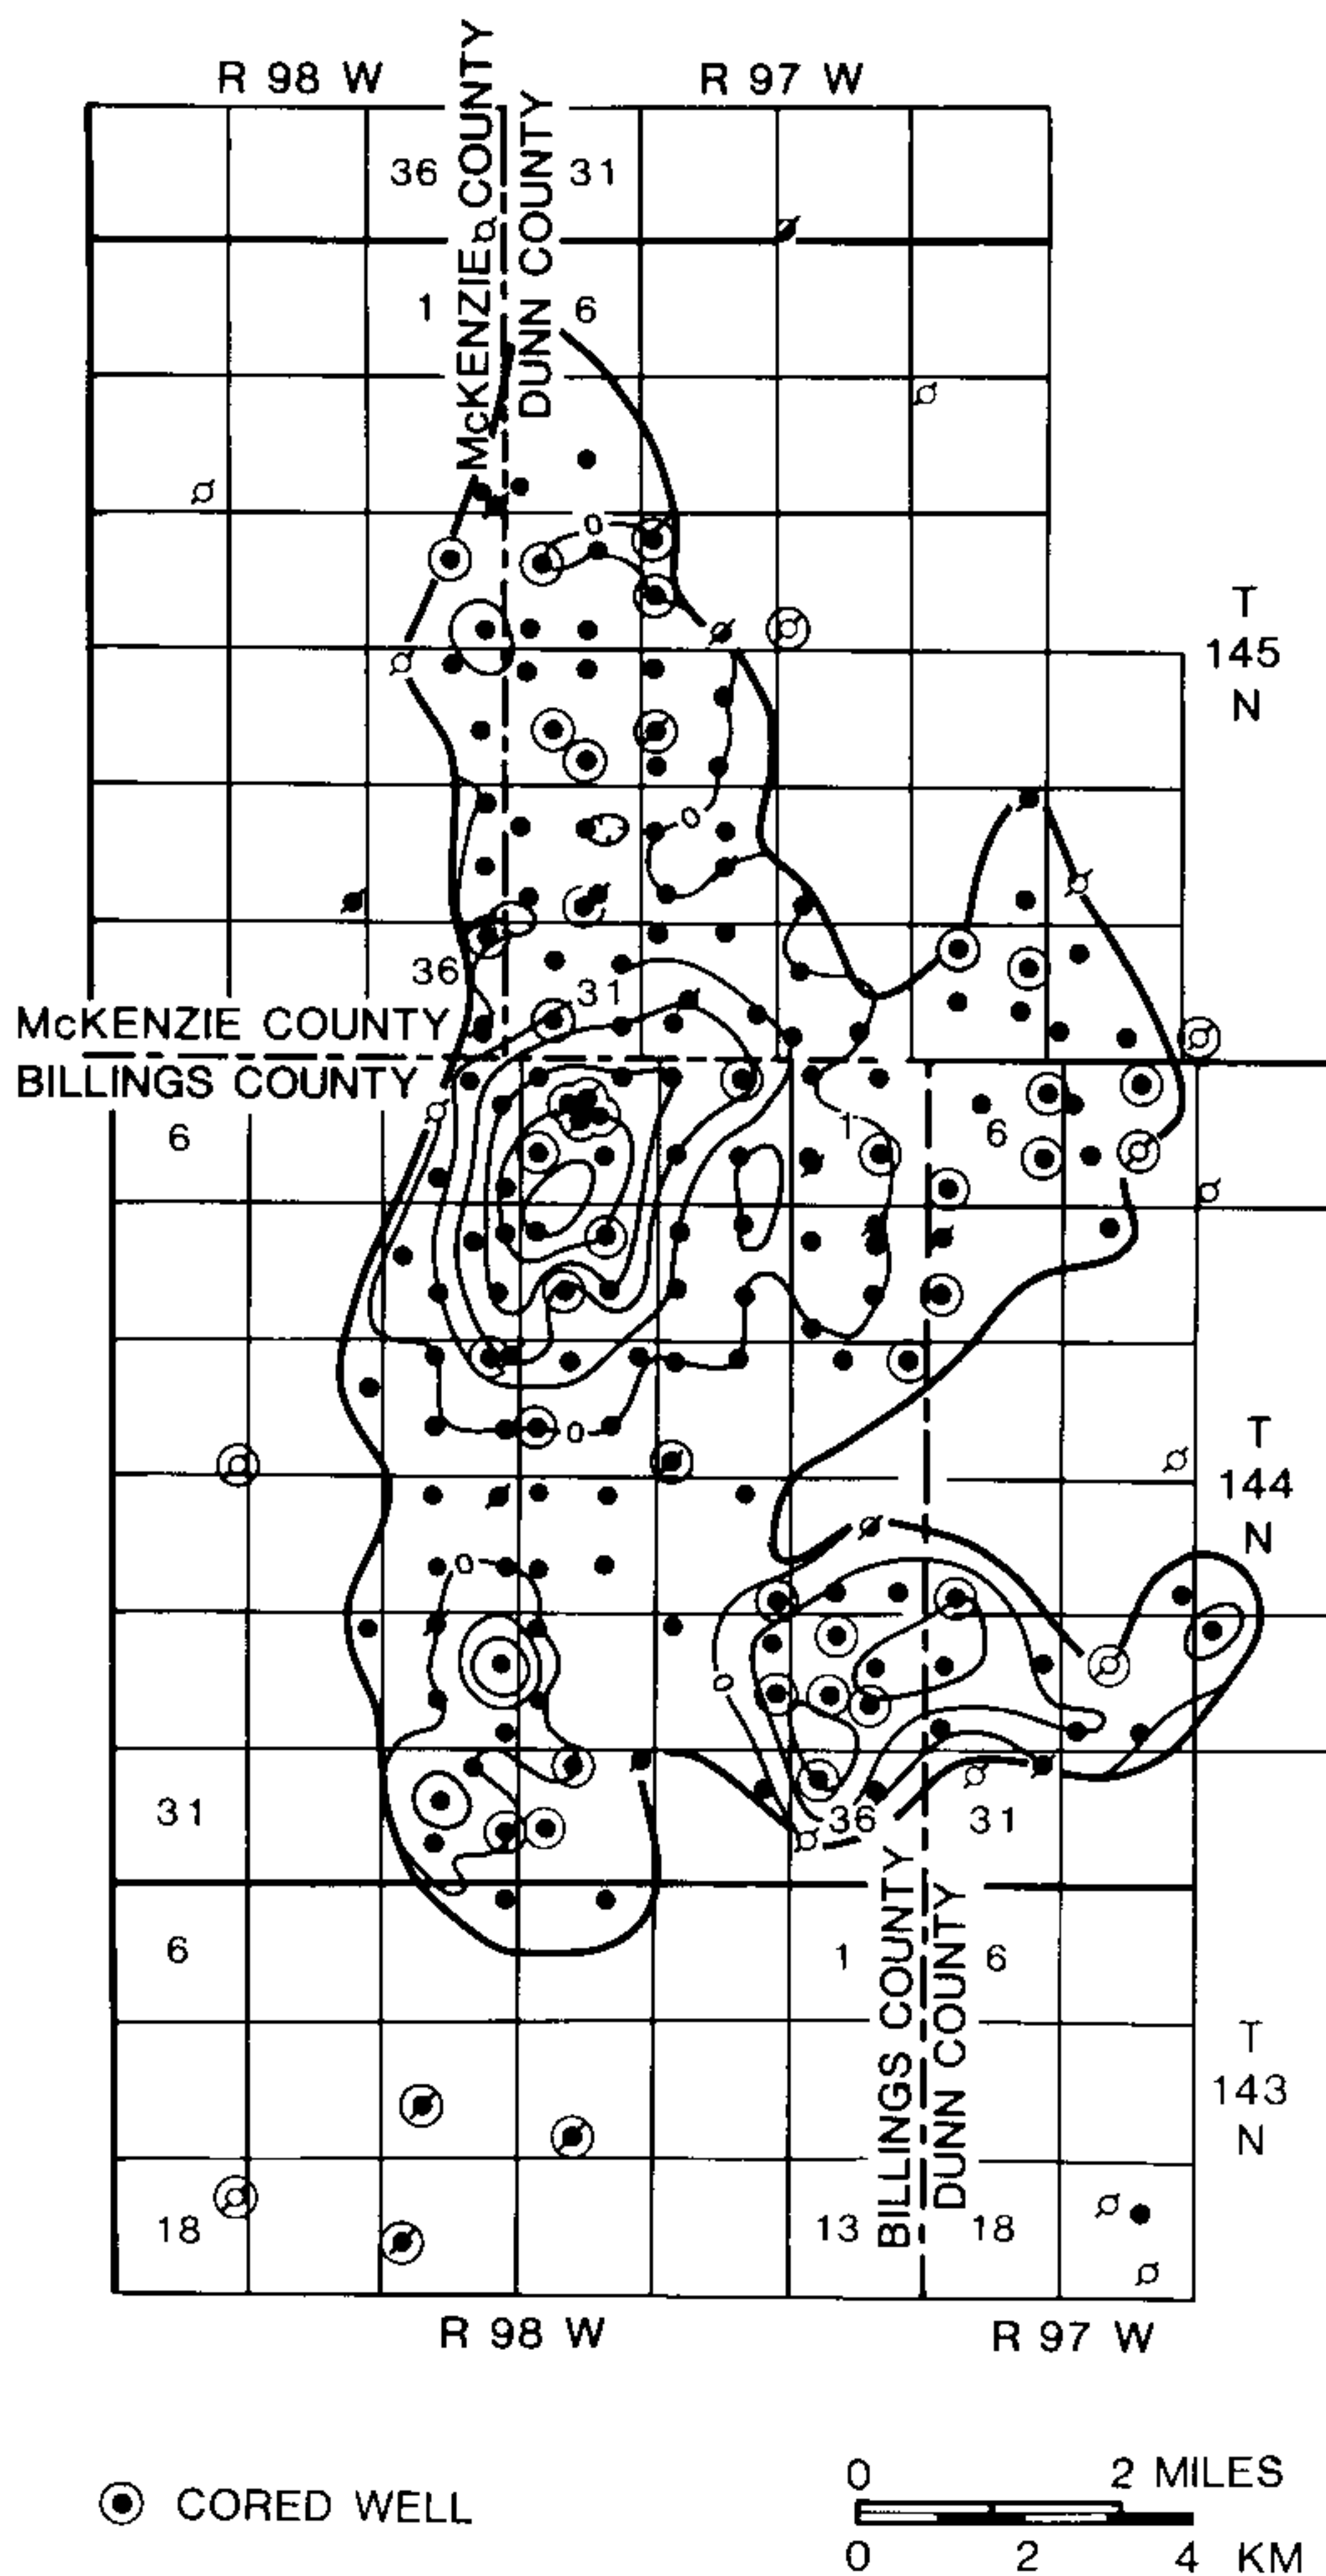 R 98 W
R 97 W
McKENZIE COUNTY
DUNN COUNTY
36
31
1
6
0
T
145
N
0
36
31
McKENZIE COUNTY
BILLINGS COUNTY
6
1
6
0
T
144
N
0
0
31
36
31
BILLINGS COUNTY
DUNN COUNTY
6
1
6
T
143
N
18
13
18
R 98 W
R 97 W
CORED WELL
0 2 MILES
0 2 4 KM